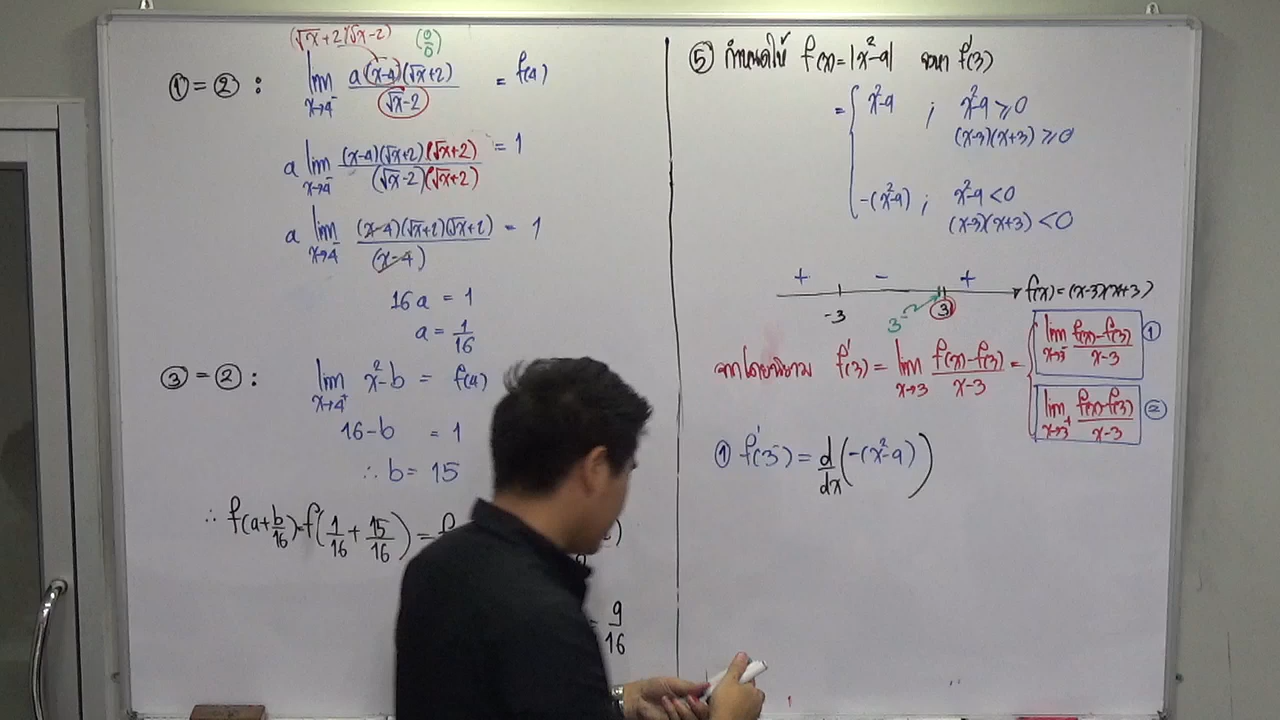 (√x+2)(√x-2) (0/0)
①=② : lim x→4⁻ a(x-4)(√x+2)/(√x-2) = f(4)
a lim x→4⁻ (x-4)(√x+2)(√x+2)/(√x-2)(√x+2) = 1
a lim x→4⁻ (x-4)(√x+2)(√x+2)/(x-4) = 1
16a = 1
a = 1/16
③=② : lim x→4⁺ x²-b = f(4)
16-b = 1
∴ b = 15
∴ f(a+b/16)=f(1/16 + 15/16) = f
= 9/16
⑤ กำหนดให้ f(x) = |x²-9| จงหา f'(3)
= { x²-9 ; x²-9 ≥ 0
(x-3)(x+3) ≥ 0
-(x²-9) ; x²-9 < 0
(x-3)(x+3) < 0
+ - +
-3 3⁻ 3 f(x) = (x-3)(x+3)
จากโดยนิยาม f'(3) = lim x→3 f(x)-f(3)/x-3 = { lim x→3⁻ f(x)-f(3)/x-3 ①
lim x→3⁺ f(x)-f(3)/x-3 ②
① f'(3⁻) = d/dx (-(x²-9))